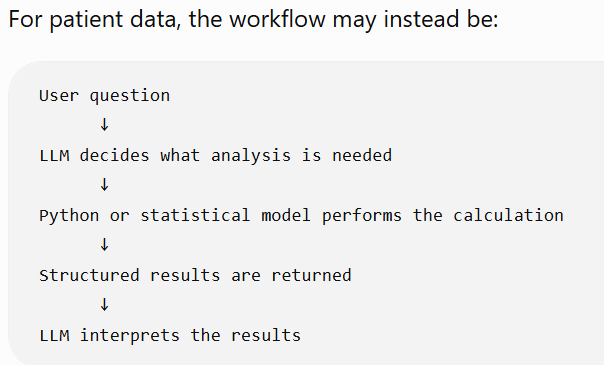 For patient data, the workflow may instead be:
User question
↓
LLM decides what analysis is needed
↓
Python or statistical model performs the calculation
↓
Structured results are returned
↓
LLM interprets the results